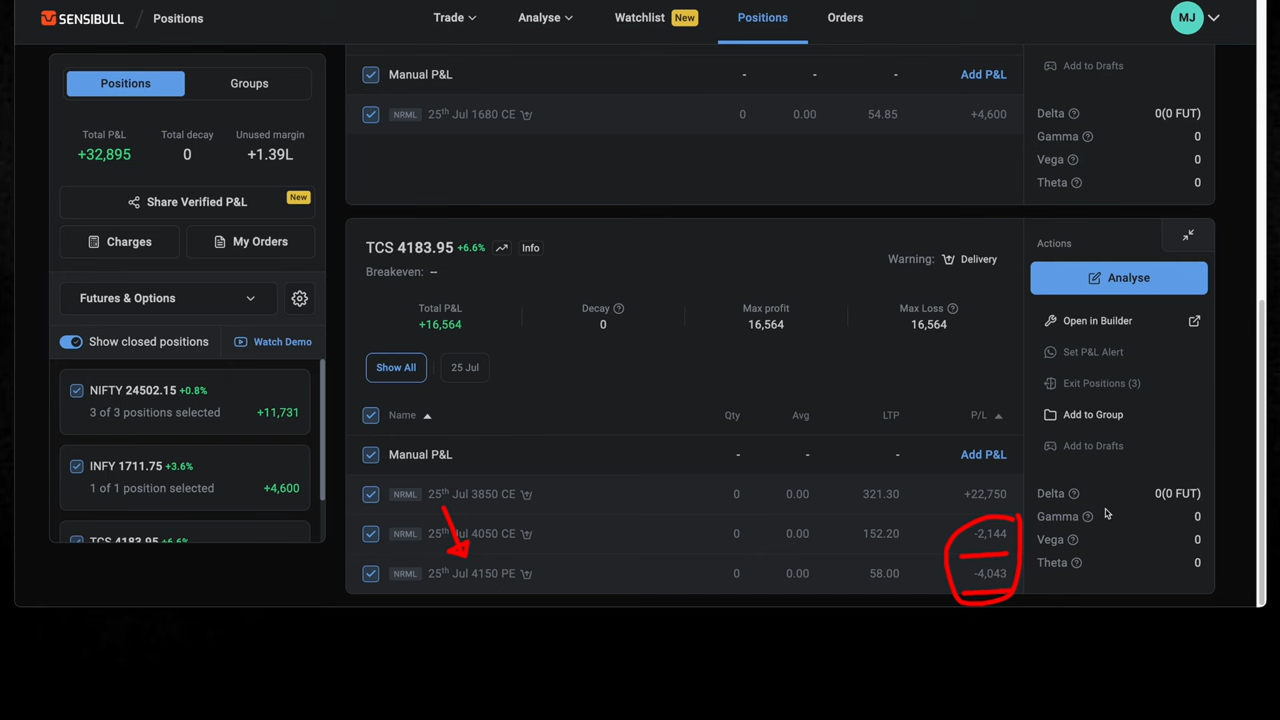 SENSIBULL / Positions
Trade Analyse Watchlist New Positions Orders MJ
Positions Groups
Total P&L Total decay Unused margin
+32,895 0 +1.39L
Share Verified P&L New
Charges My Orders
Futures & Options
Show closed positions Watch Demo
NIFTY 24502.15 +0.8%
3 of 3 positions selected +11,731
INFY 1711.75 +3.6%
1 of 1 position selected +4,600
TCS 4183.95 +6.6%
Manual P&L - - - Add P&L
NRML 25th Jul 1680 CE 0 0.00 54.85 +4,600
Add to Drafts
Delta 0(0 FUT)
Gamma 0
Vega 0
Theta 0
TCS 4183.95 +6.6% Info
Breakeven: --
Warning: Delivery
Total P&L Decay Max profit Max Loss
+16,564 0 16,564 16,564
Show All 25 Jul
Name Qty Avg LTP P/L
Manual P&L - - - Add P&L
NRML 25th Jul 3850 CE 0 0.00 321.30 +22,750
NRML 25th Jul 4050 CE 0 0.00 152.20 -2,144
NRML 25th Jul 4150 PE 0 0.00 58.00 -4,043
Actions
Analyse
Open in Builder
Set P&L Alert
Exit Positions (3)
Add to Group
Add to Drafts
Delta 0(0 FUT)
Gamma 0
Vega 0
Theta 0